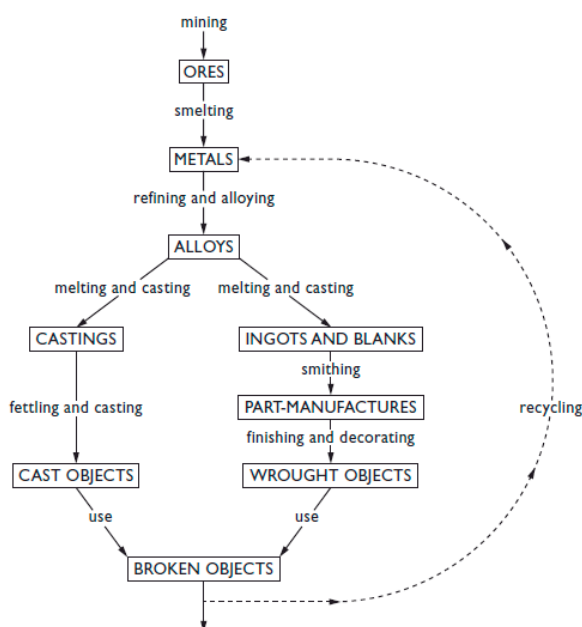 mining
ORES
smelting
METALS
refining and alloying
ALLOYS
melting and casting
melting and casting
CASTINGS
INGOTS AND BLANKS
smithing
fettling and casting
PART-MANUFACTURES
recycling
finishing and decorating
CAST OBJECTS
WROUGHT OBJECTS
use
use
BROKEN OBJECTS